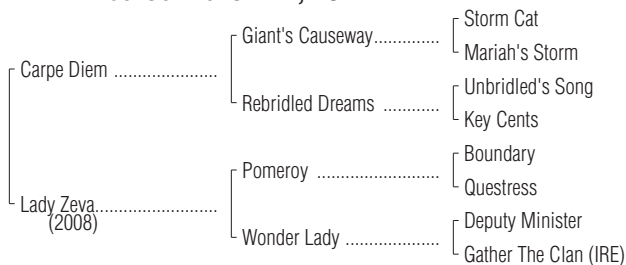 Storm Cat
Giant's Causeway..............
Mariah's Storm
Carpe Diem ......................
Unbridled's Song
Rebridled Dreams ............
Key Cents
Boundary
Pomeroy ..........................
Questress
Lady Zeva..........................
(2008)
Deputy Minister
Wonder Lady ....................
Gather The Clan (IRE)